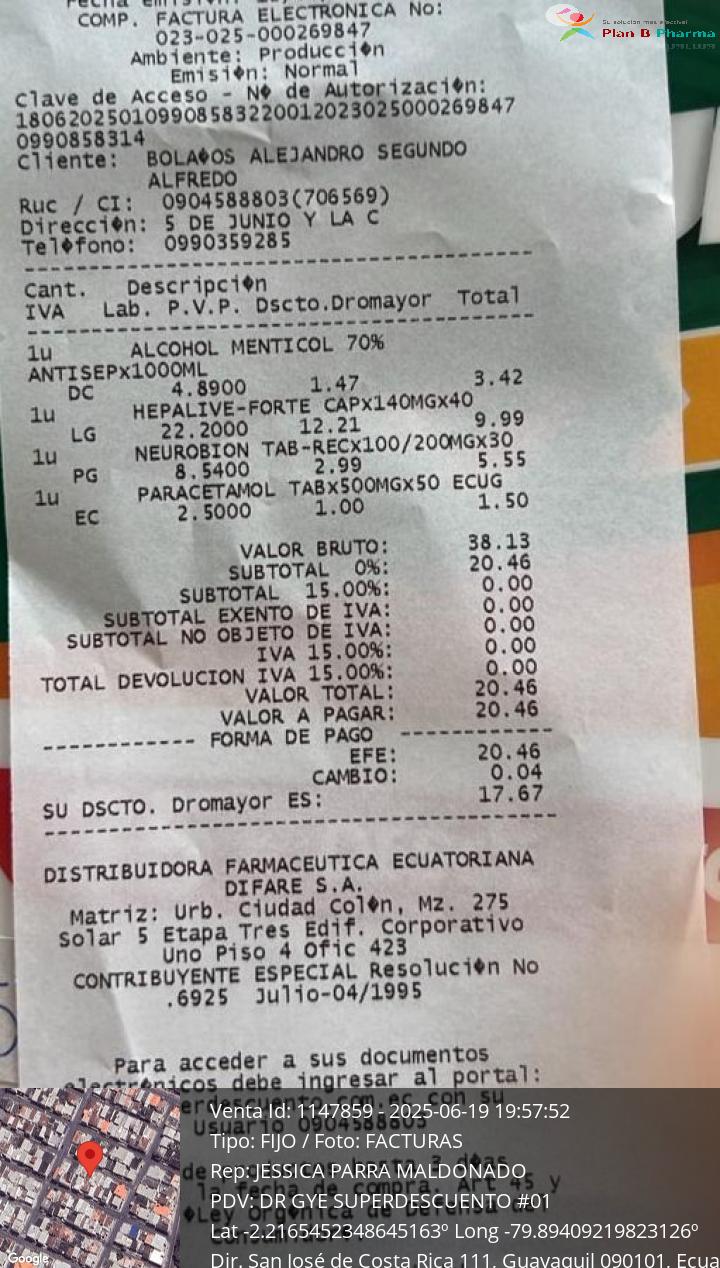 Su solución más efectiva!
Plan B Pharma
COMP. FACTURA ELECTRONICA No:
023-025-000269847
Ambiente: Producci�n
Emisi�n: Normal
Clave de Acceso - N� de Autorizaci�n:
180620250109908583220012023025000269847
0990858314
Cliente: BOLA�OS ALEJANDRO SEGUNDO
ALFREDO
Ruc / CI: 0904588803(706569)
Direcci�n: 5 DE JUNIO Y LA C
Tel�fono: 0990359285
Cant. Descripci�n
IVA Lab. P.V.P. Dscto.Dromayor Total
1u ALCOHOL MENTICOL 70%
ANTISEPx1000ML
DC 4.8900 1.47 3.42
1u HEPALIVE-FORTE CAPx140MGx40
LG 22.2000 12.21 9.99
1u NEUROBION TAB-RECx100/200MGx30
PG 8.5400 2.99 5.55
1u PARACETAMOL TABx500MGx50 ECUG
EC 2.5000 1.00 1.50
VALOR BRUTO: 38.13
SUBTOTAL 0%: 20.46
SUBTOTAL 15.00%: 0.00
SUBTOTAL EXENTO DE IVA: 0.00
SUBTOTAL NO OBJETO DE IVA: 0.00
IVA 15.00%: 0.00
TOTAL DEVOLUCION IVA 15.00%: 0.00
VALOR TOTAL: 20.46
VALOR A PAGAR: 20.46
------------ FORMA DE PAGO ------------
EFE: 20.46
CAMBIO: 0.04
SU DSCTO. Dromayor ES: 17.67
DISTRIBUIDORA FARMACEUTICA ECUATORIANA
DIFARE S.A.
Matriz: Urb. Ciudad Col�n, Mz. 275
Solar 5 Etapa Tres Edif. Corporativo
Uno Piso 4 Ofic 423
CONTRIBUYENTE ESPECIAL Resoluci�n No
.6925 Julio-04/1995
Para acceder a sus documentos
electr�nicos debe ingresar al portal:
Usuario 0904588803
Venta Id: 1147859 - 2025-06-19 19:57:52
Tipo: FIJO / Foto: FACTURAS
Rep: JESSICA PARRA MALDONADO
PDV: DR GYE SUPERDESCUENTO #01
Lat -2.2165452348645163º Long -79.89409219823126º
Dir. San José de Costa Rica 111, Guayaquil 090101, Ecua
Google